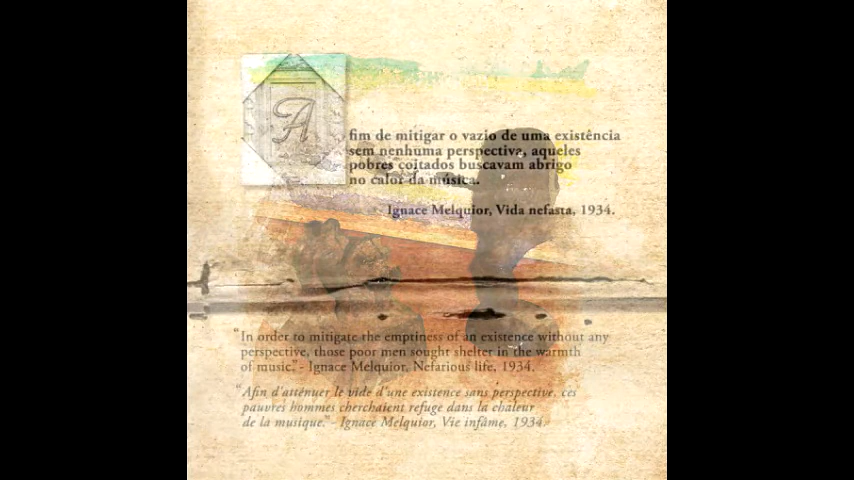 A
fim de mitigar o vazio de uma existência
sem nenhuma perspectiva, aqueles
pobres coitados buscavam abrigo
no calor da música.
Ignace Melquior, Vida nefasta, 1934.
“In order to mitigate the emptiness of an existence without any
perspective, those poor men sought shelter in the warmth
of music.”- Ignace Melquior, Nefarious life, 1934.
“Afin d'atténuer le vide d'une existence sans perspective, ces
pauvres hommes cherchaient refuge dans la chaleur
de la musique.”- Ignace Melquior, Vie infâme, 1934.